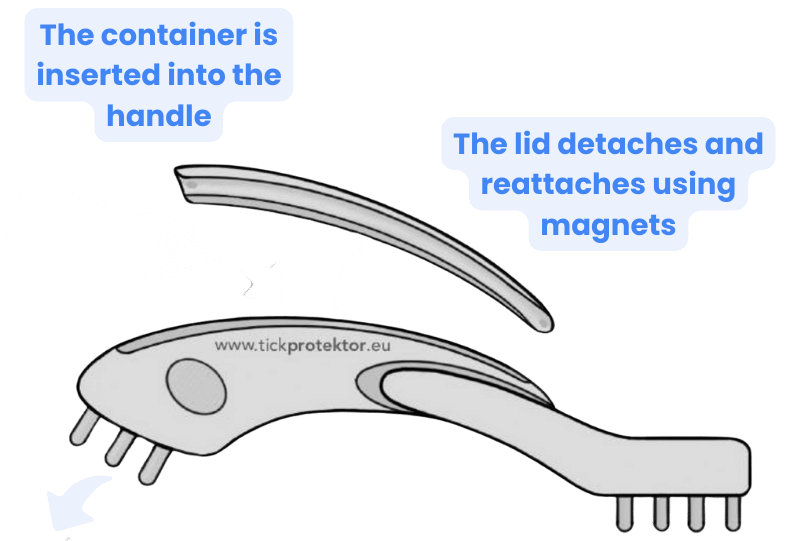 The container is
inserted into the
handle
The lid detaches and
reattaches using
magnets
www.tickprotektor.eu